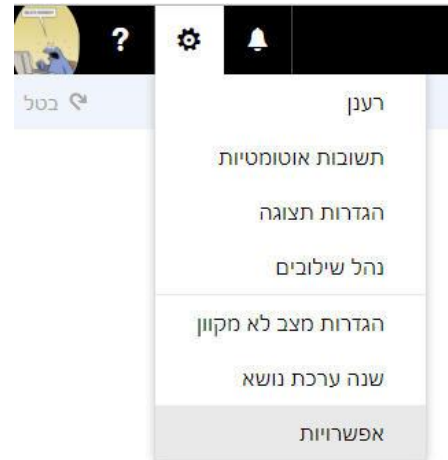 ?
בטל
רענן
תשובות אוטומטיות
הגדרות תצוגה
נהל שילובים
הגדרות מצב לא מקוון
שנה ערכת נושא
אפשרויות